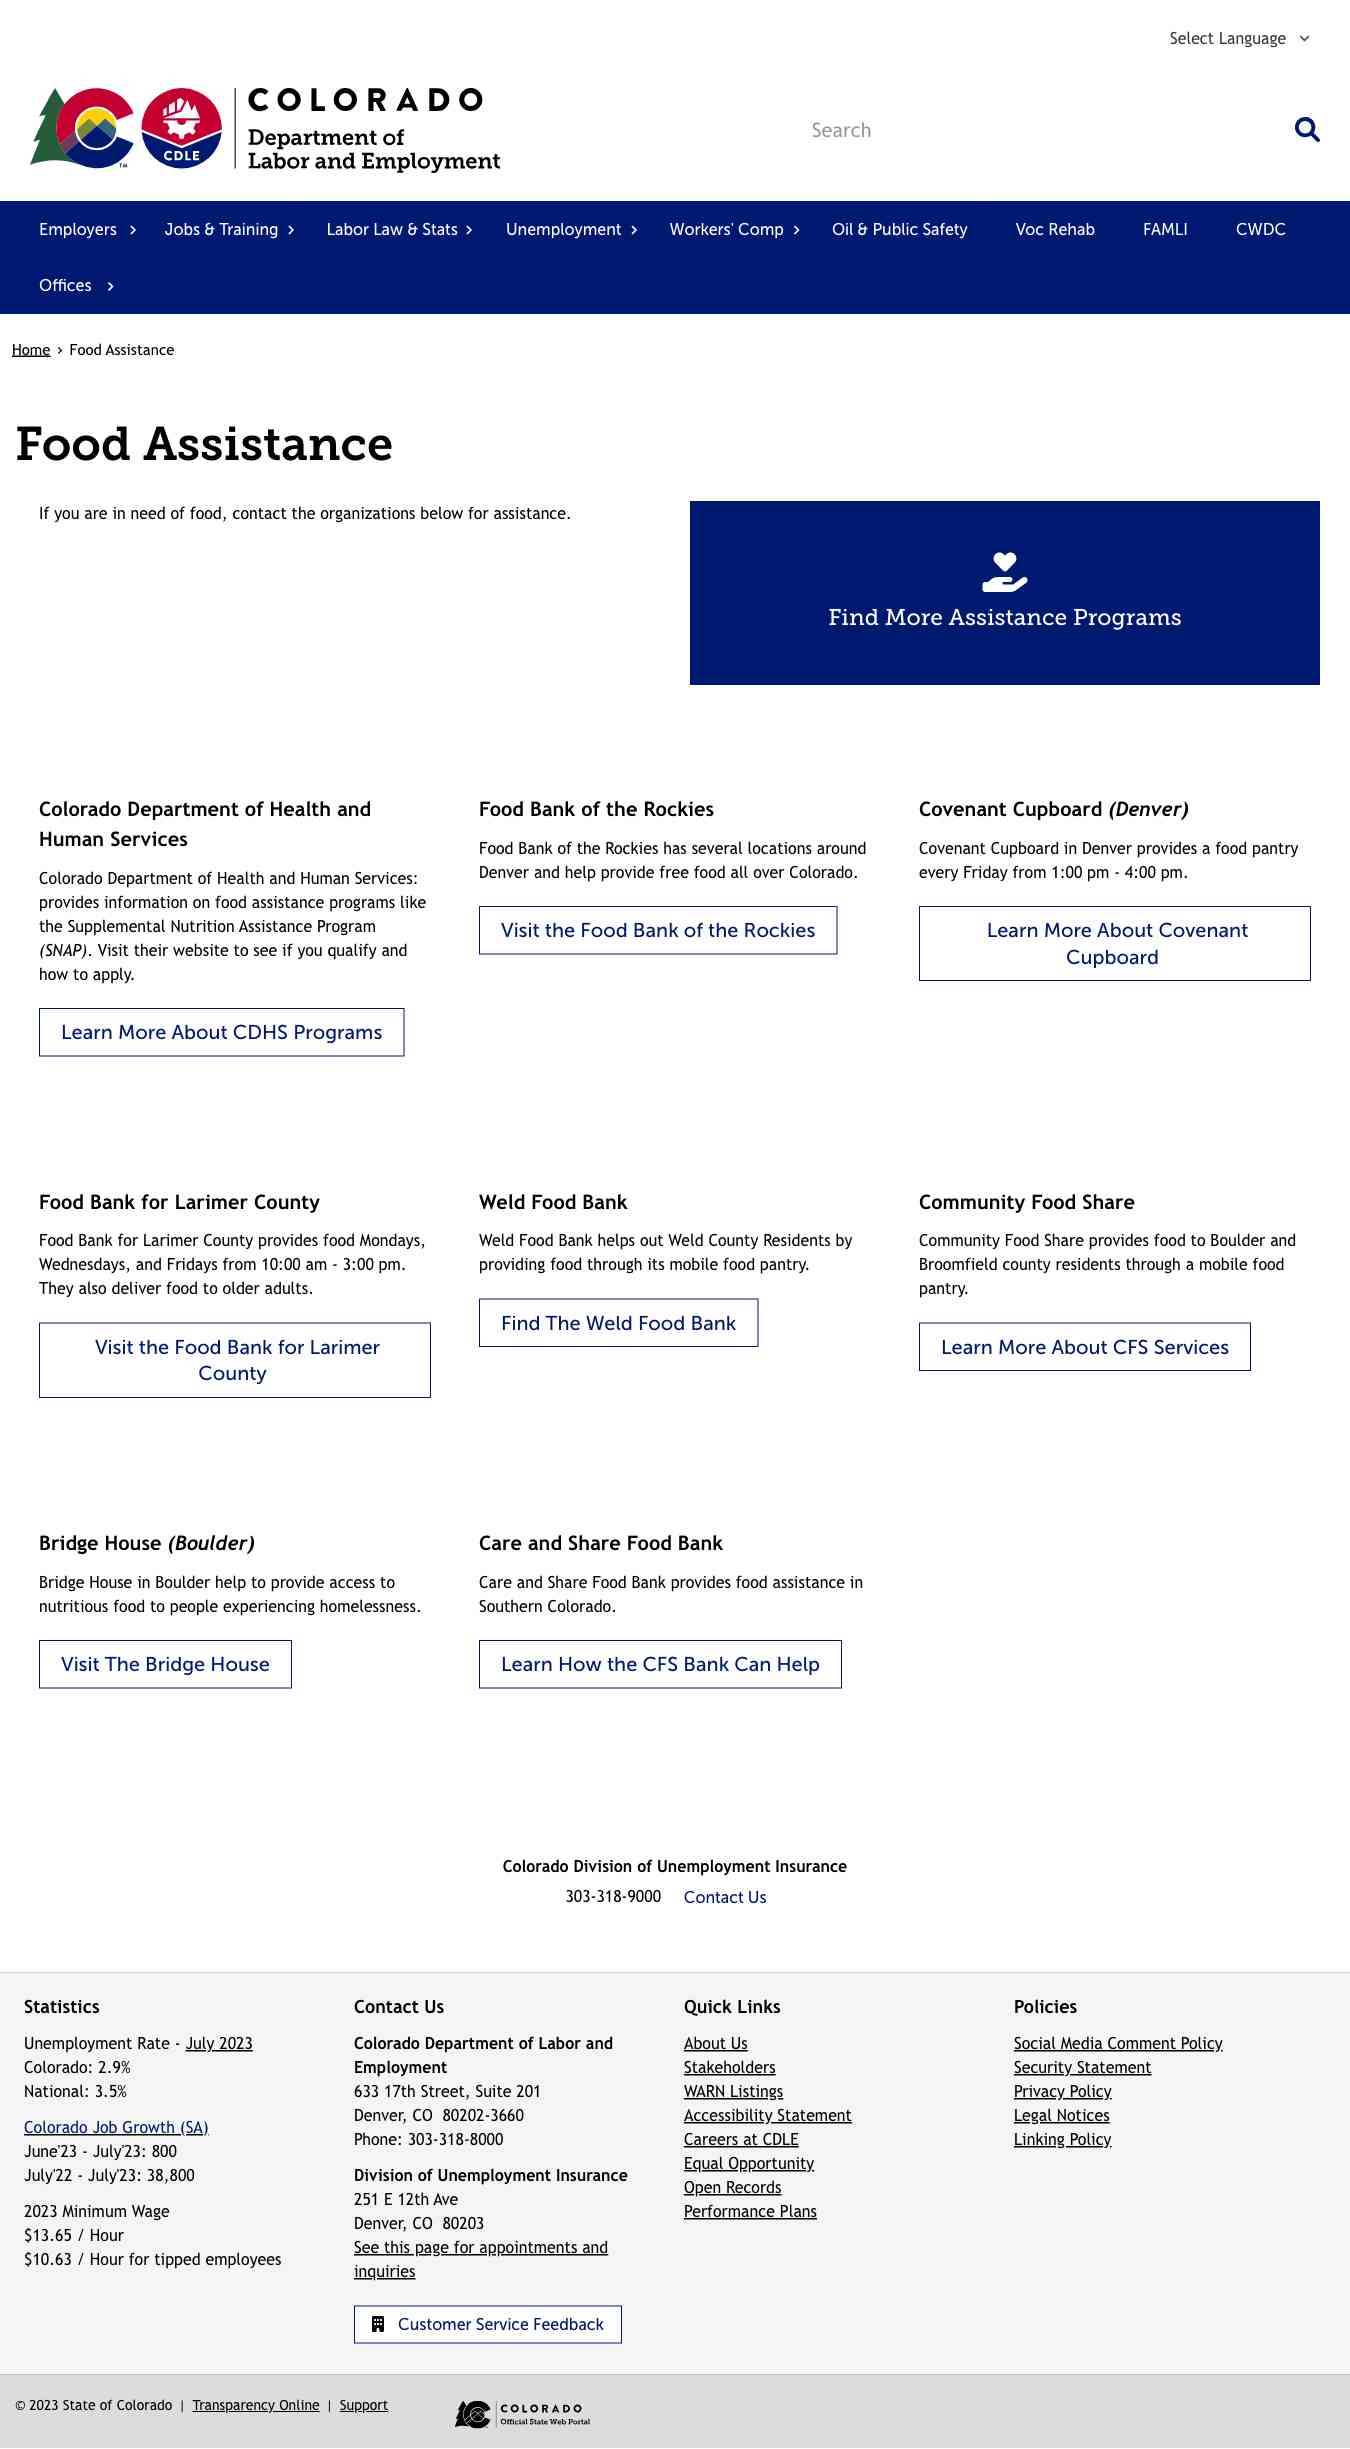 Select Language
COLORADO
Department of
Labor and Employment
CDLE
TM
Search
Employers
Jobs & Training
Labor Law & Stats
Unemployment
Workers' Comp
Oil & Public Safety
Voc Rehab
FAMLI
CWDC
Offices
Home › Food Assistance
Food Assistance
If you are in need of food, contact the organizations below for assistance.
Find More Assistance Programs
Colorado Department of Health and
Human Services
Colorado Department of Health and Human Services:
provides information on food assistance programs like
the Supplemental Nutrition Assistance Program
(SNAP). Visit their website to see if you qualify and
how to apply.
Learn More About CDHS Programs
Food Bank of the Rockies
Food Bank of the Rockies has several locations around
Denver and help provide free food all over Colorado.
Visit the Food Bank of the Rockies
Covenant Cupboard (Denver)
Covenant Cupboard in Denver provides a food pantry
every Friday from 1:00 pm - 4:00 pm.
Learn More About Covenant
Cupboard
Food Bank for Larimer County
Food Bank for Larimer County provides food Mondays,
Wednesdays, and Fridays from 10:00 am - 3:00 pm.
They also deliver food to older adults.
Visit the Food Bank for Larimer
County
Weld Food Bank
Weld Food Bank helps out Weld County Residents by
providing food through its mobile food pantry.
Find The Weld Food Bank
Community Food Share
Community Food Share provides food to Boulder and
Broomfield county residents through a mobile food
pantry.
Learn More About CFS Services
Bridge House (Boulder)
Bridge House in Boulder help to provide access to
nutritious food to people experiencing homelessness.
Visit The Bridge House
Care and Share Food Bank
Care and Share Food Bank provides food assistance in
Southern Colorado.
Learn How the CFS Bank Can Help
Colorado Division of Unemployment Insurance
303-318-9000 Contact Us
Statistics
Unemployment Rate - July 2023
Colorado: 2.9%
National: 3.5%
Colorado Job Growth (SA)
June'23 - July'23: 800
July'22 - July'23: 38,800
2023 Minimum Wage
$13.65 / Hour
$10.63 / Hour for tipped employees
Contact Us
Colorado Department of Labor and
Employment
633 17th Street, Suite 201
Denver, CO 80202-3660
Phone: 303-318-8000
Division of Unemployment Insurance
251 E 12th Ave
Denver, CO 80203
See this page for appointments and
inquiries
Customer Service Feedback
Quick Links
About Us
Stakeholders
WARN Listings
Accessibility Statement
Careers at CDLE
Equal Opportunity
Open Records
Performance Plans
Policies
Social Media Comment Policy
Security Statement
Privacy Policy
Legal Notices
Linking Policy
© 2023 State of Colorado | Transparency Online | Support
COLORADO
Official State Web Portal